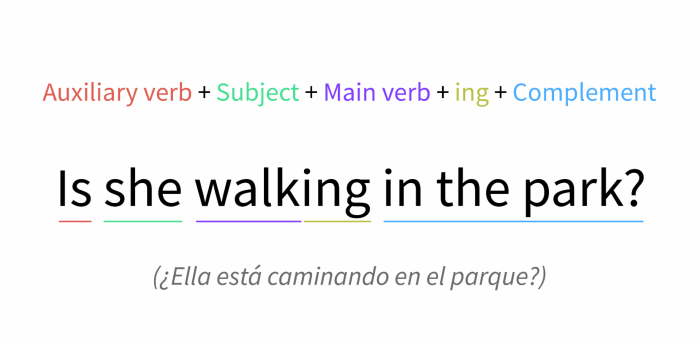 Auxiliary verb + Subject + Main verb + ing + Complement
Is she walking in the park?
(¿Ella está caminando en el parque?)